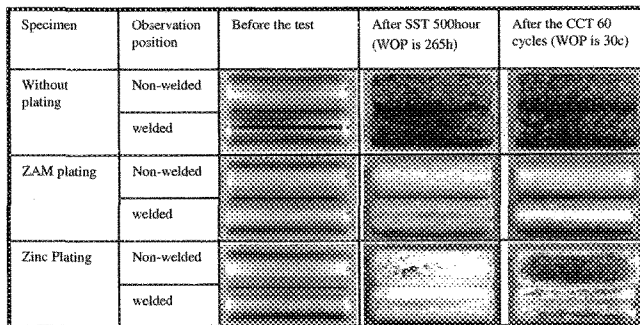 Specimen
Observation position
Before the test
After SST 500hour (WOP is 265h)
After the CCT 60 cycles (WOP is 30c)
Without plating
Non-welded
welded
ZAM plating
Non-welded
welded
Zinc Plating
Non-welded
welded